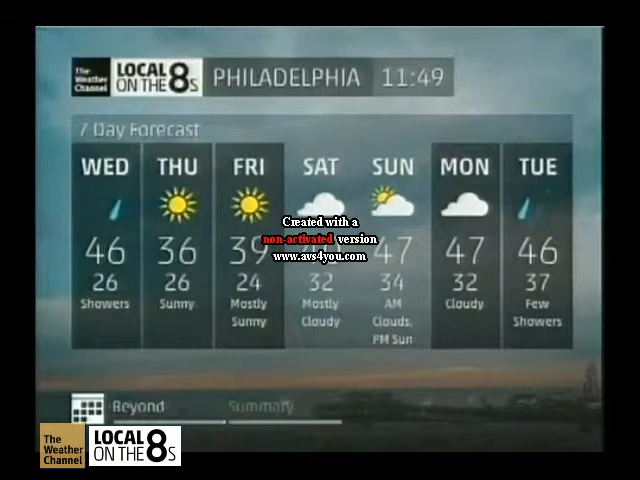 The Weather Channel
LOCAL ON THE 8s
PHILADELPHIA 11:49
7 Day Forecast
WED THU FRI SAT SUN MON TUE
Created with a
non-activated version
www.avs4you.com
46 36 39 47 47 46
26 26 24 32 34 32 37
Showers Sunny Mostly Sunny Mostly Cloudy AM Clouds, PM Sun Cloudy Few Showers
Beyond Summary
The Weather Channel
LOCAL ON THE 8s